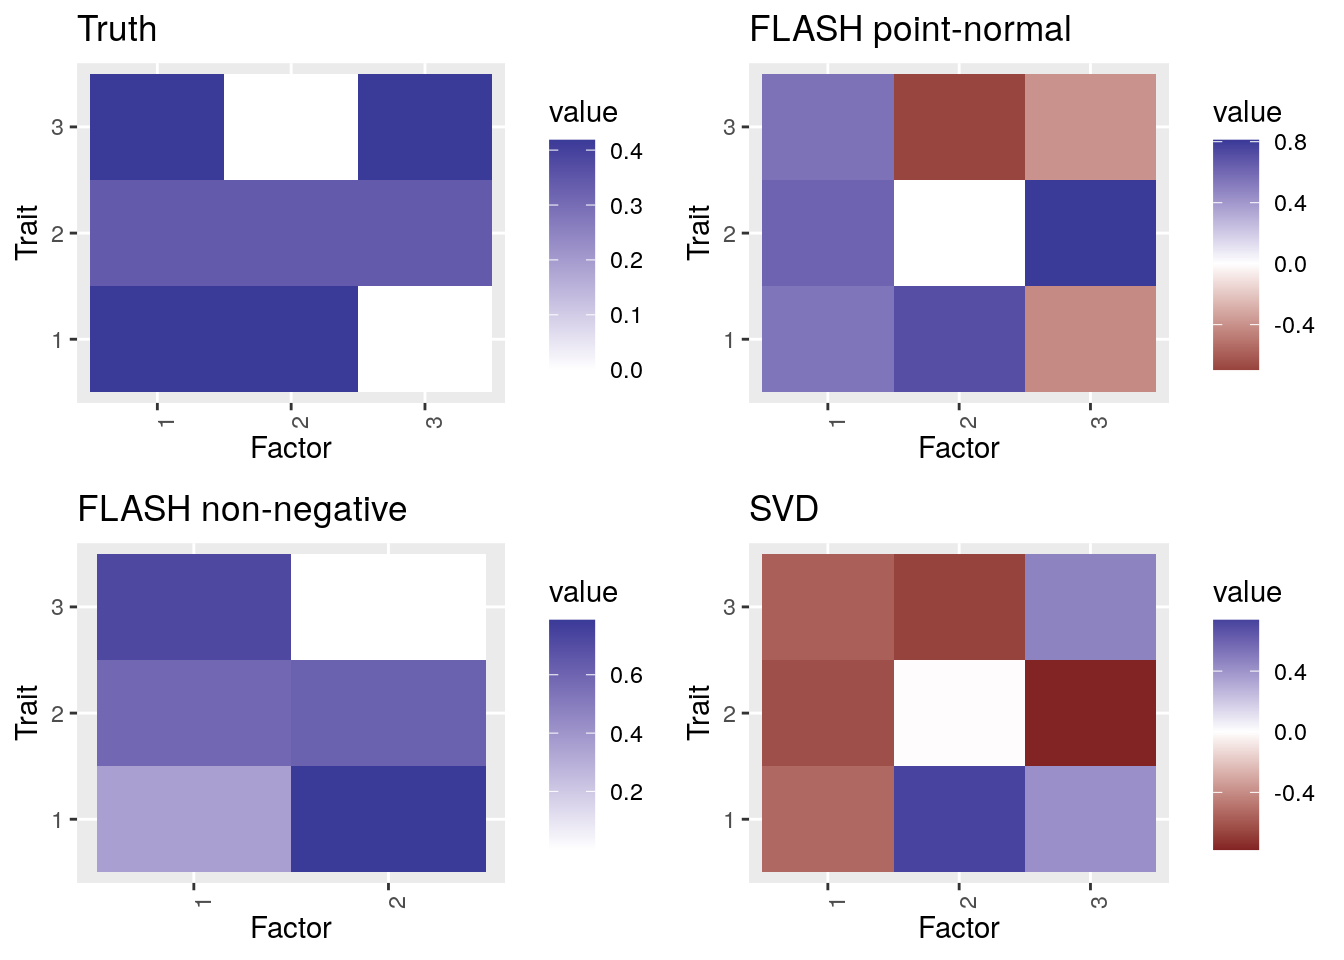 Truth
value
0.4
0.3
0.2
0.1
0.0
Trait
3
2
1
1
2
3
Factor
FLASH point-normal
value
0.8
0.4
0.0
-0.4
Trait
3
2
1
1
2
3
Factor
FLASH non-negative
value
0.6
0.4
0.2
Trait
3
2
1
1
2
Factor
SVD
value
0.4
0.0
-0.4
Trait
3
2
1
1
2
3
Factor